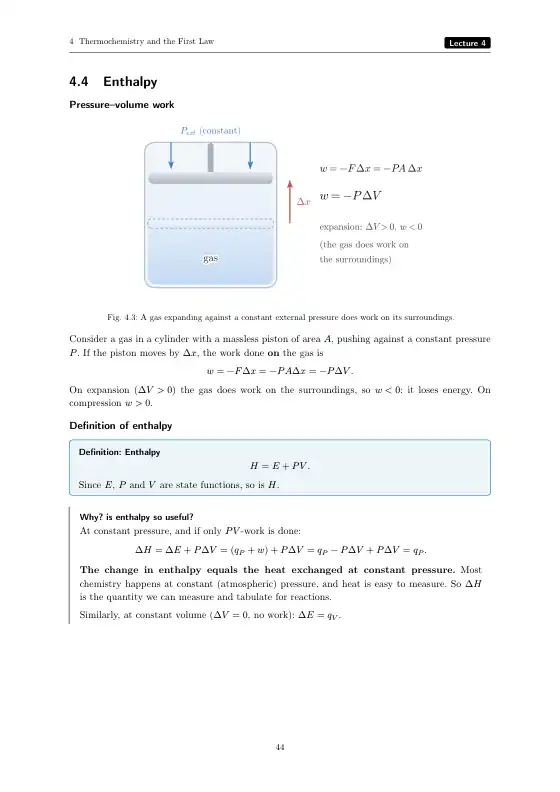 4 Thermochemistry and the First Law
Lecture 4
4.4 Enthalpy
Pressure–volume work
P_ext (constant)
w = −FΔx = −PAΔx
w = −PΔV
Δx
expansion: ΔV > 0, w < 0
(the gas does work on
the surroundings)
gas
Fig. 4.3: A gas expanding against a constant external pressure does work on its surroundings.
Consider a gas in a cylinder with a massless piston of area A, pushing against a constant pressure
P. If the piston moves by Δx, the work done on the gas is
w = −FΔx = −PAΔx = −PΔV.
On expansion (ΔV > 0) the gas does work on the surroundings, so w < 0: it loses energy. On
compression w > 0.
Definition of enthalpy
Definition: Enthalpy
H = E + PV.
Since E, P and V are state functions, so is H.
Why? is enthalpy so useful?
At constant pressure, and if only PV-work is done:
ΔH = ΔE + PΔV = (q_P + w) + PΔV = q_P − PΔV + PΔV = q_P.
The change in enthalpy equals the heat exchanged at constant pressure. Most
chemistry happens at constant (atmospheric) pressure, and heat is easy to measure. So ΔH
is the quantity we can measure and tabulate for reactions.
Similarly, at constant volume (ΔV = 0, no work): ΔE = q_V.
44